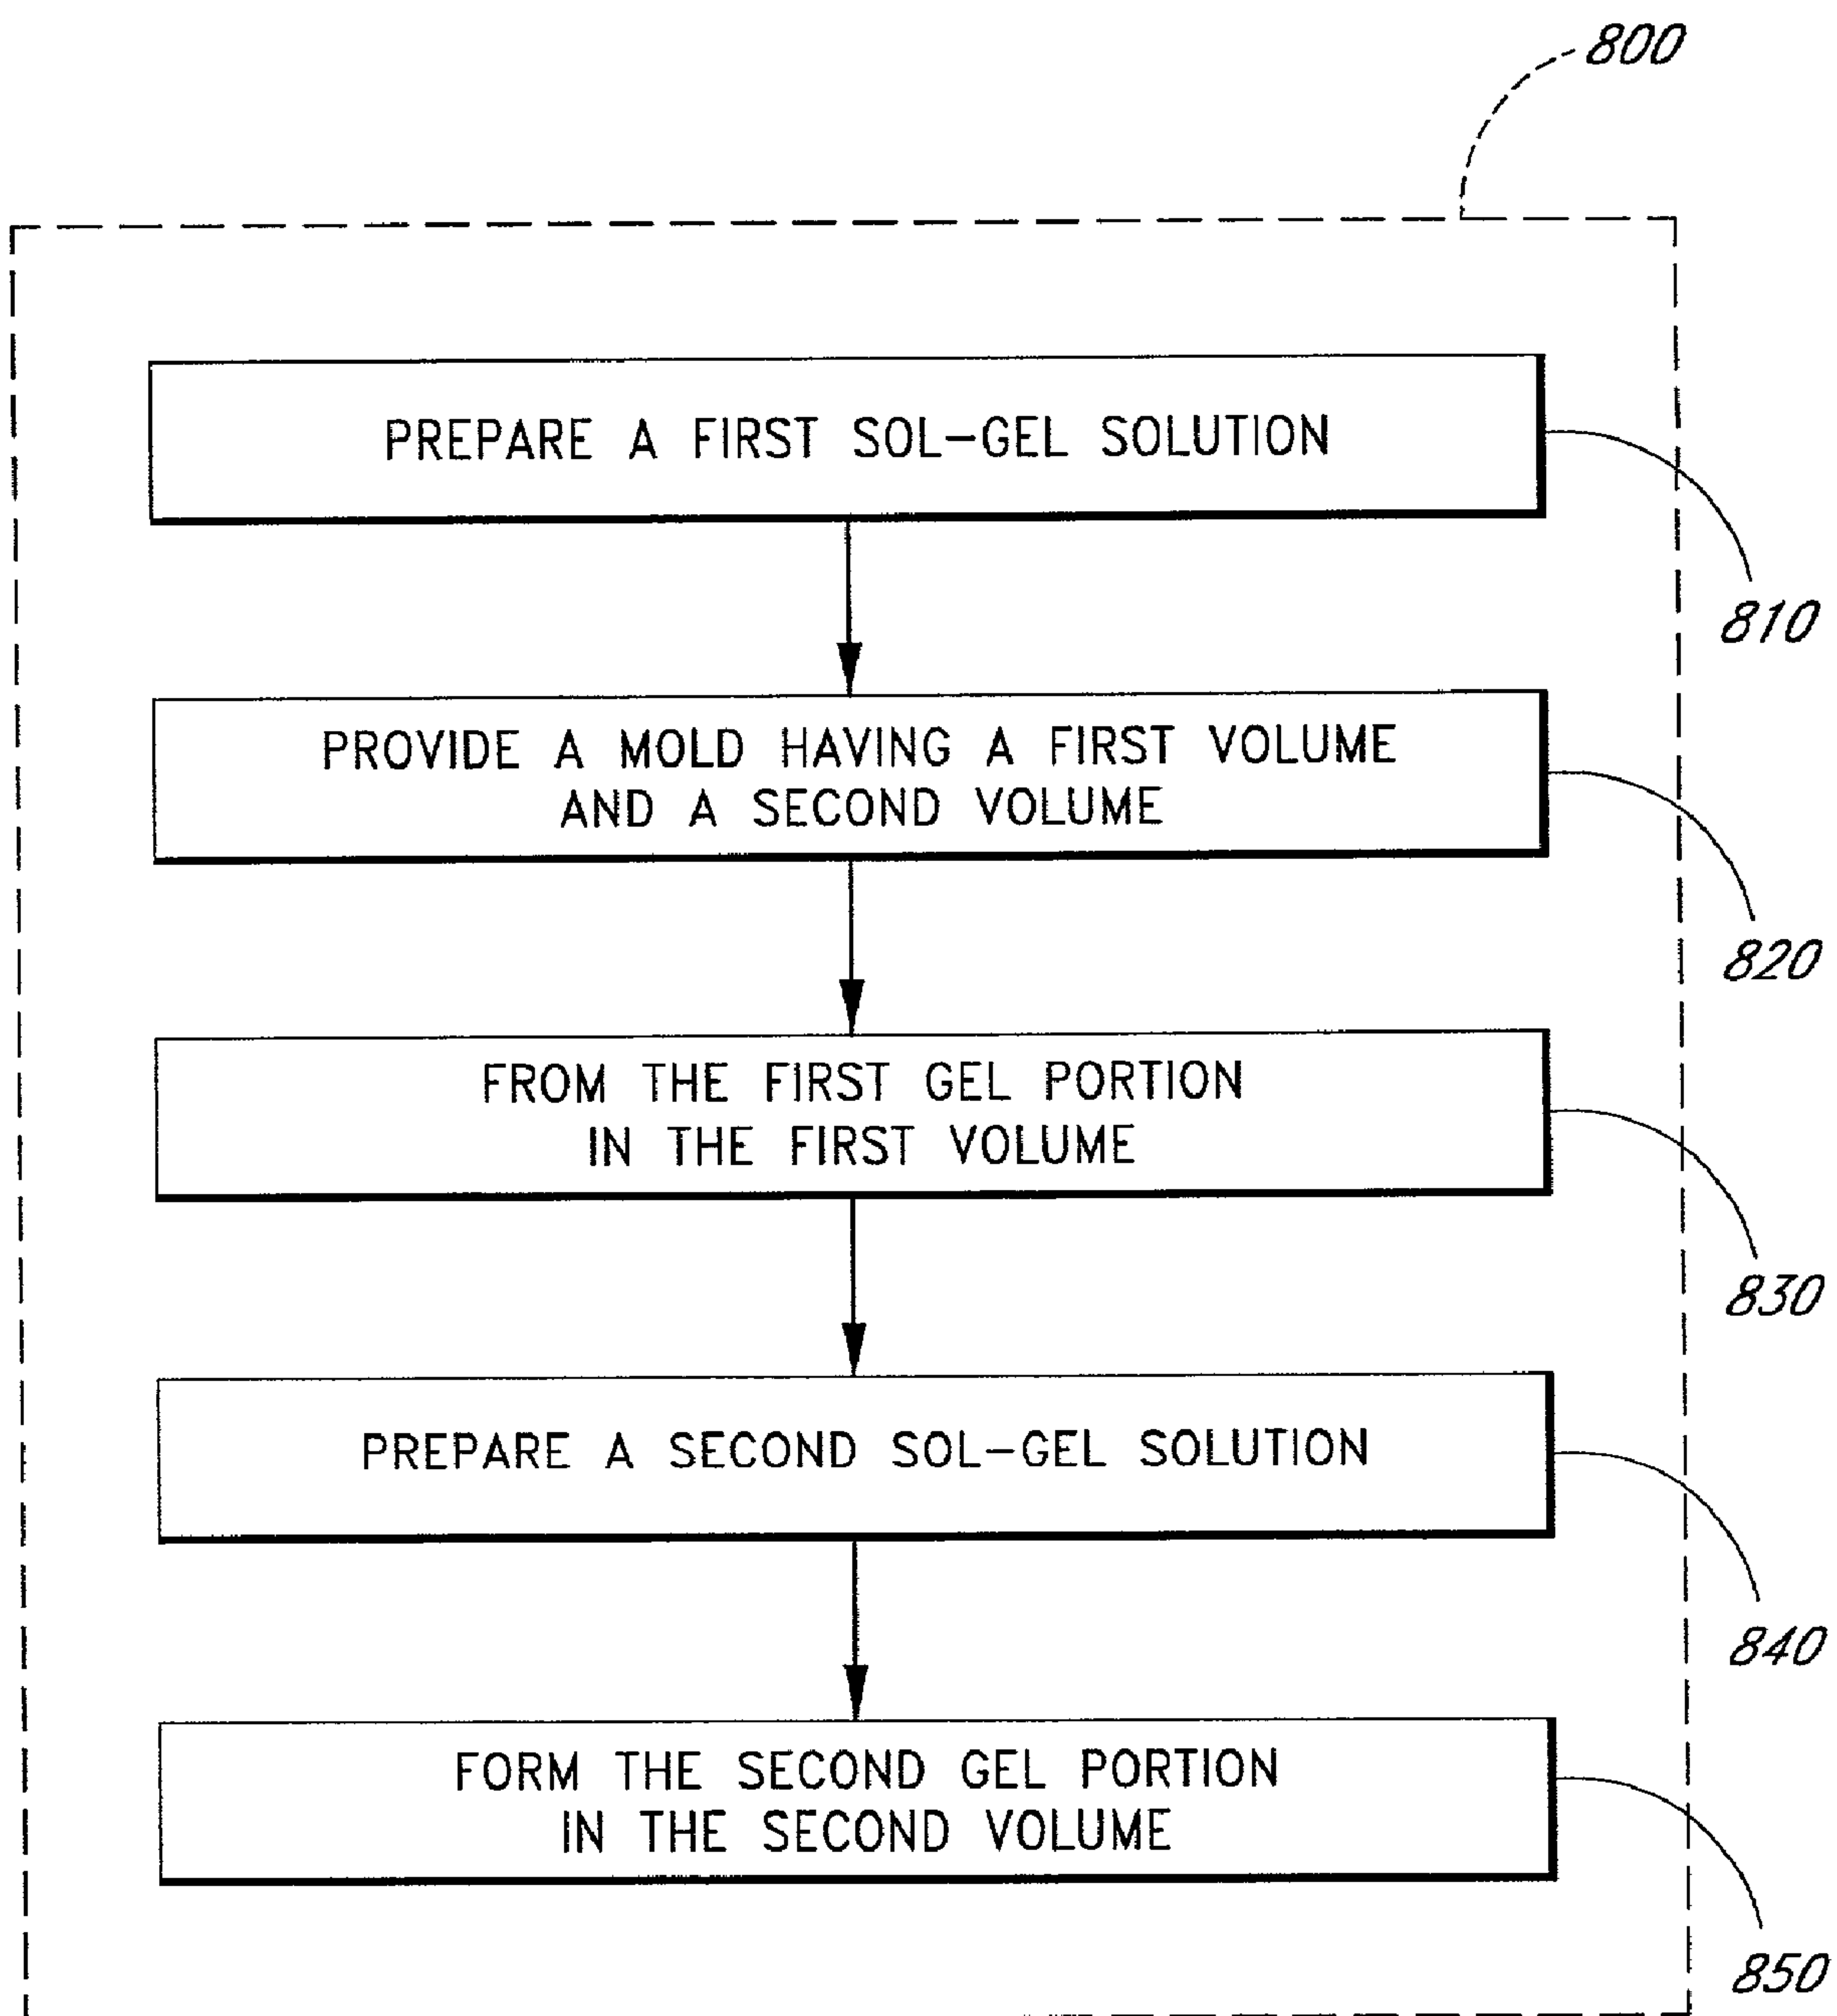 800
PREPARE A FIRST SOL-GEL SOLUTION
810
PROVIDE A MOLD HAVING A FIRST VOLUME
AND A SECOND VOLUME
820
FROM THE FIRST GEL PORTION
IN THE FIRST VOLUME
830
PREPARE A SECOND SOL-GEL SOLUTION
840
FORM THE SECOND GEL PORTION
IN THE SECOND VOLUME
850